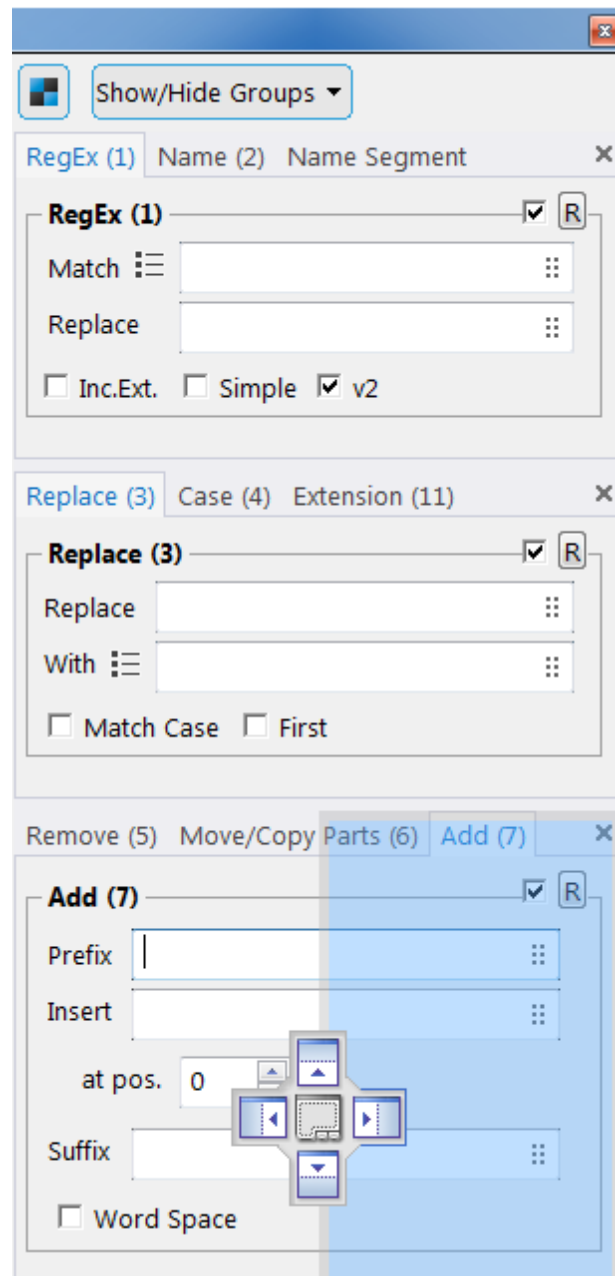 Show/Hide Groups
RegEx (1) Name (2) Name Segment
RegEx (1) R
Match
Replace
Inc.Ext. Simple v2
Replace (3) Case (4) Extension (11)
Replace (3) R
Replace
With
Match Case First
Remove (5) Move/Copy Parts (6) Add (7)
Add (7) R
Prefix
Insert
at pos. 0
Suffix
Word Space